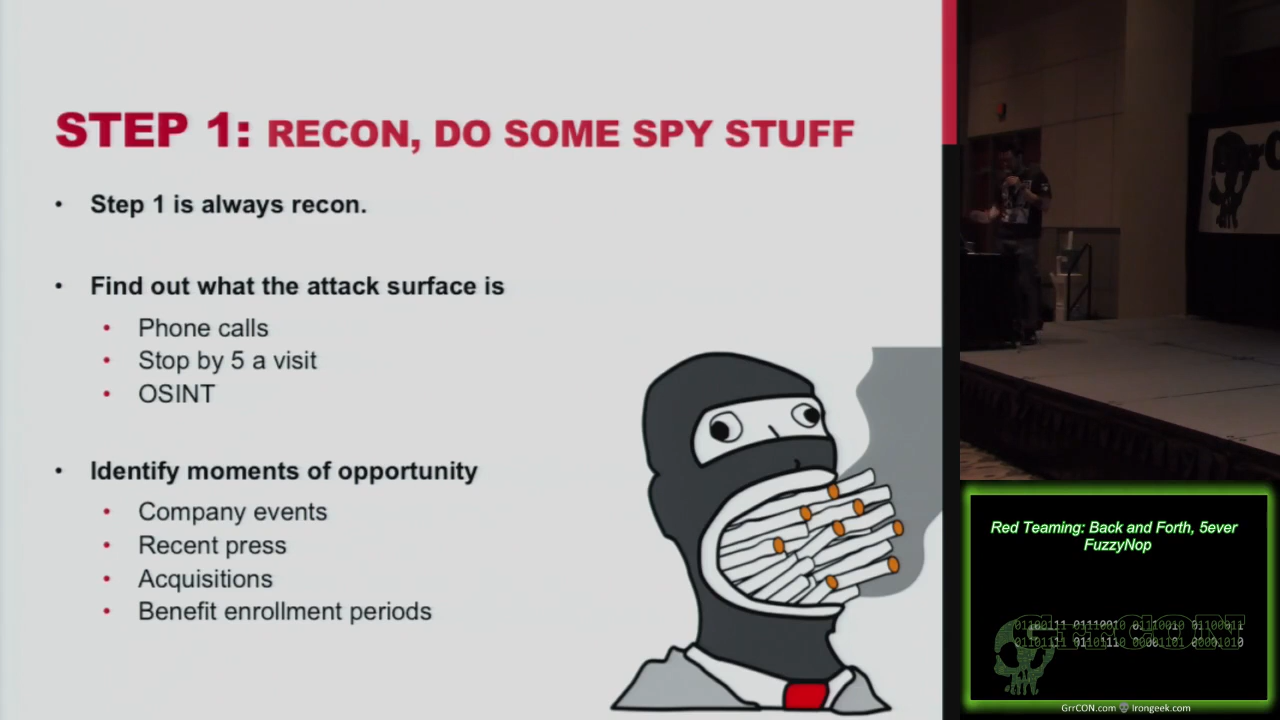 STEP 1: RECON, DO SOME SPY STUFF
• Step 1 is always recon.
• Find out what the attack surface is
• Phone calls
• Stop by 5 a visit
• OSINT
• Identify moments of opportunity
• Company events
• Recent press
• Acquisitions
• Benefit enrollment periods
Red Teaming: Back and Forth, 5ever
FuzzyNop
GrrCON
GrrCON.com Irongeek.com